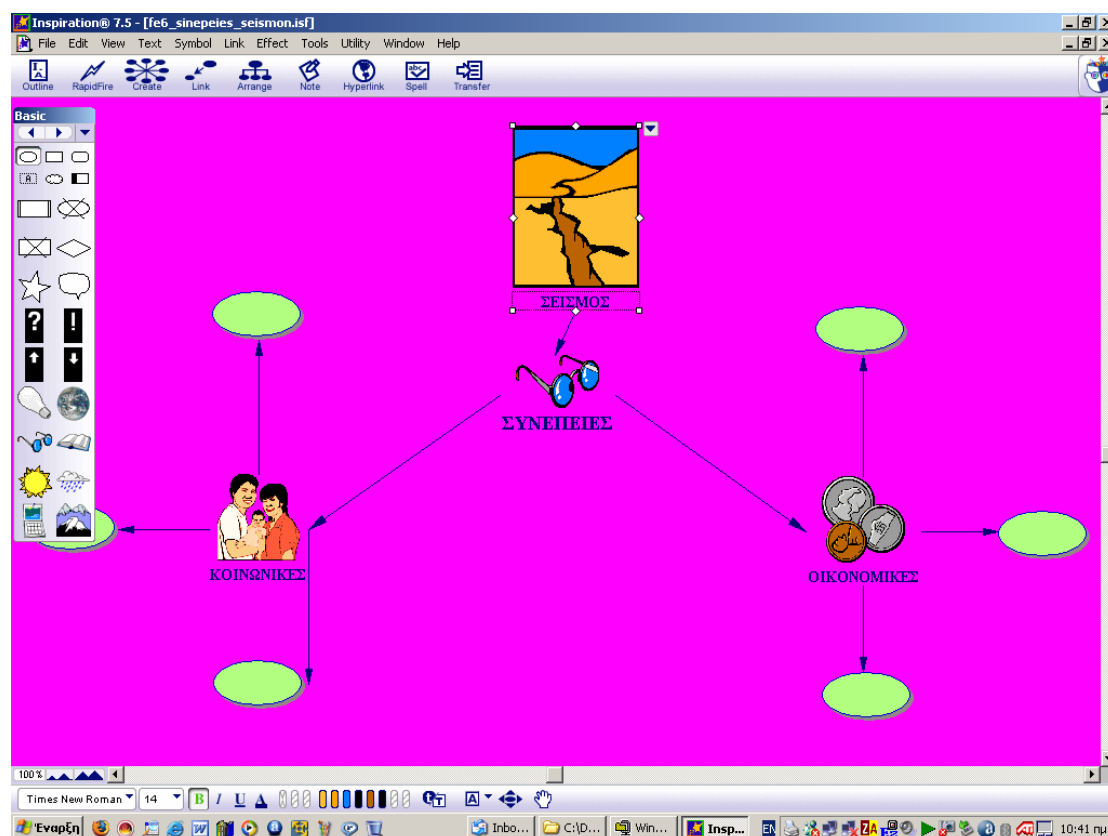 Inspiration® 7.5 - [fe6_sinepeies_seismon.isf]
File Edit View Text Symbol Link Effect Tools Utility Window Help
Outline RapidFire Create Link Arrange Note Hyperlink Spell Transfer
Basic
ΣΕΙΣΜΟΣ
ΣΥΝΕΠΕΙΕΣ
ΚΟΙΝΩΝΙΚΕΣ
ΟΙΚΟΝΟΜΙΚΕΣ
100%
Times New Roman 14 B I U A
Έναρξη Inbo... C:\D... Win... Insp... EN 10:41 πμ